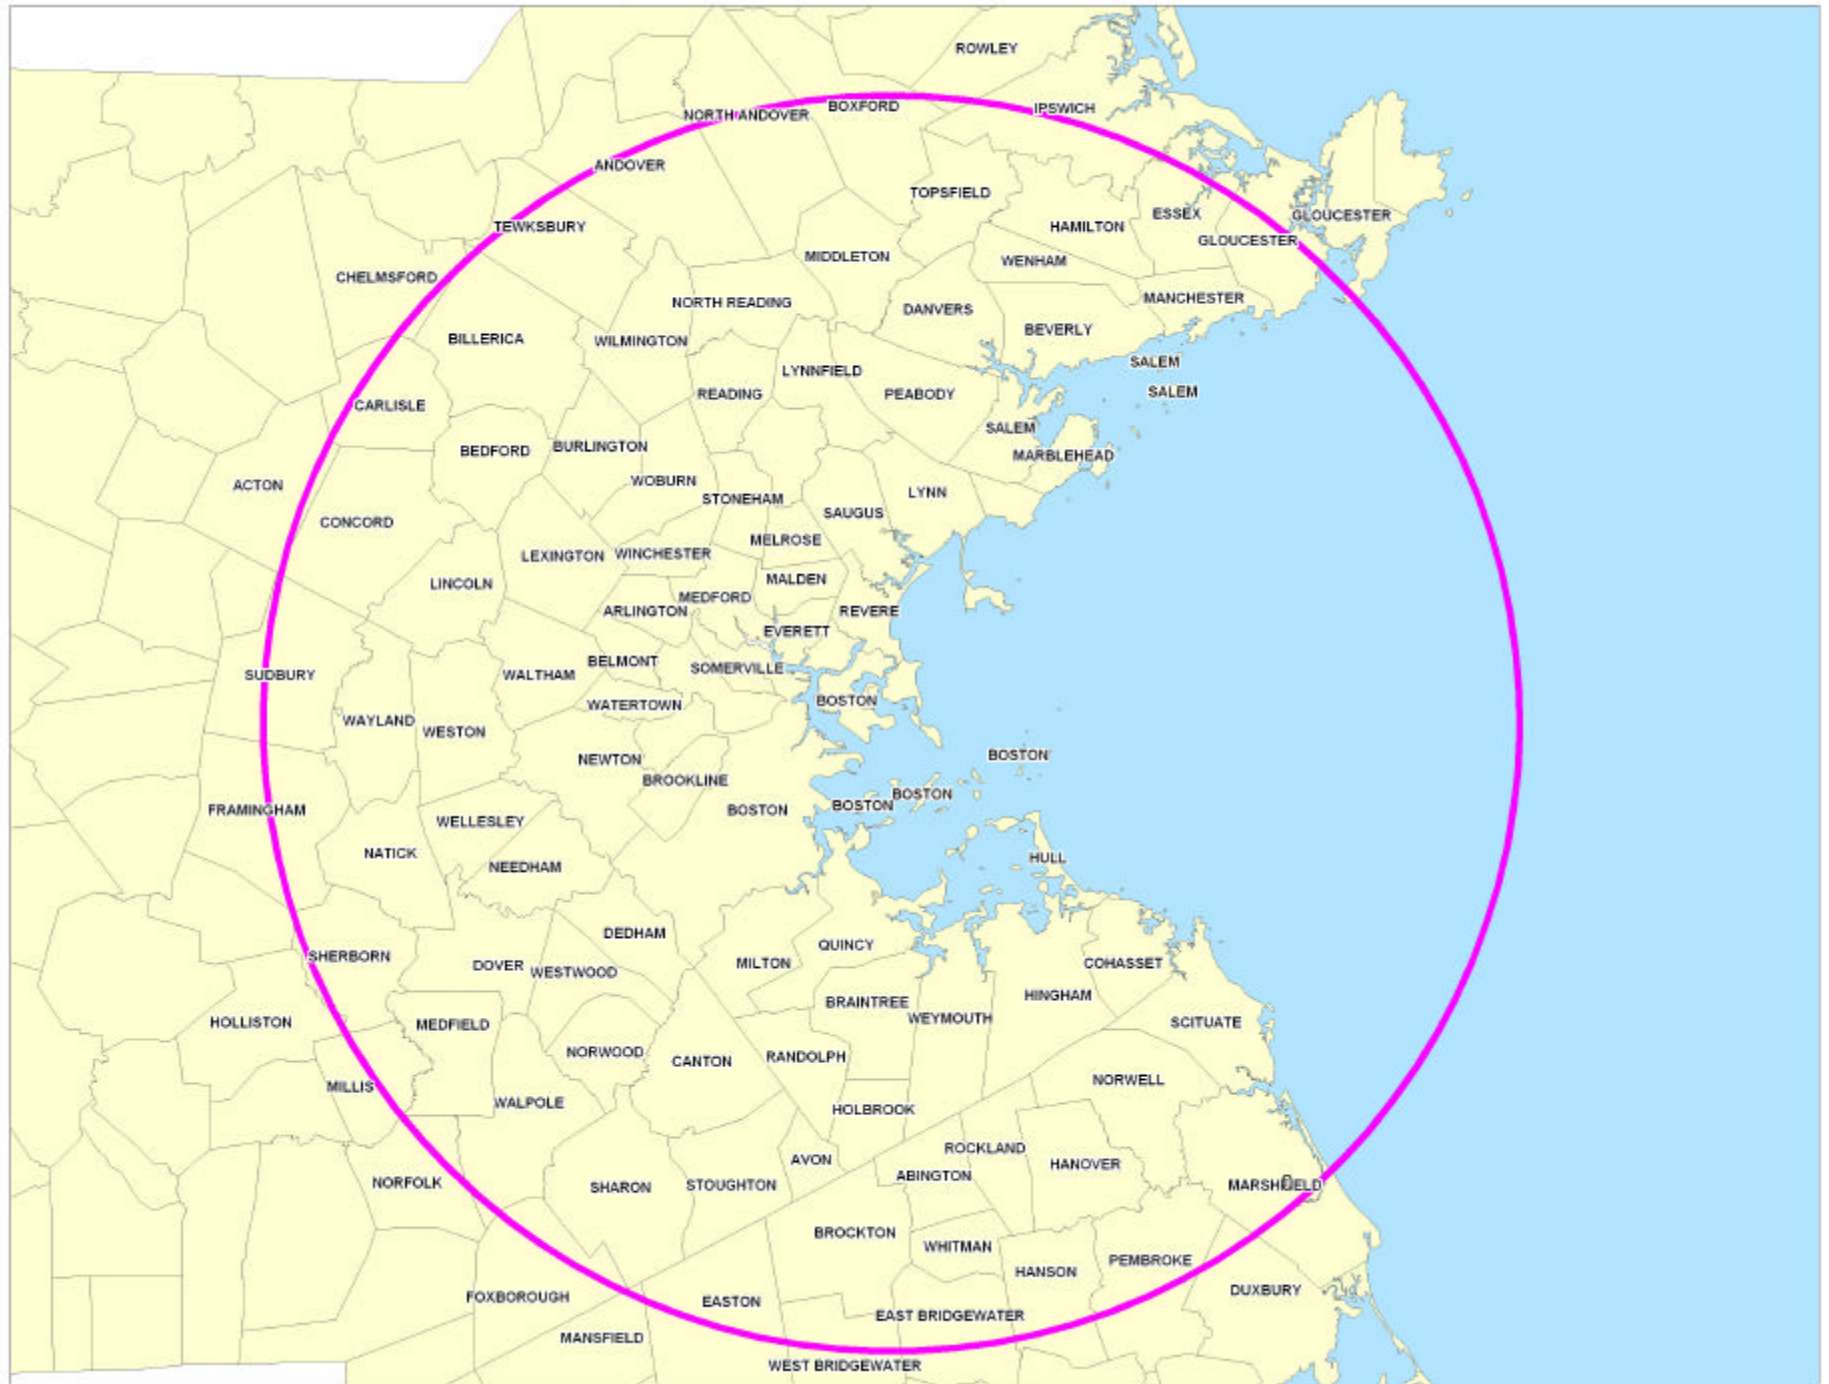 ROWLEY
BOXFORD
IPSWICH
NORTH ANDOVER
ANDOVER
TOPSFIELD
ESSEX
GLOUCESTER
TEWKSBURY
HAMILTON
GLOUCESTER
MIDDLETON
WENHAM
CHELMSFORD
MANCHESTER
NORTH READING
DANVERS
BEVERLY
BILLERICA
WILMINGTON
SALEM
LYNNFIELD
SALEM
READING
PEABODY
CARLISLE
SALEM
BURLINGTON
BEDFORD
MARBLEHEAD
WOBURN
ACTON
LYNN
STONEHAM
SAUGUS
CONCORD
MELROSE
LEXINGTON
WINCHESTER
MALDEN
LINCOLN
MEDFORD
ARLINGTON
REVERE
EVERETT
BELMONT
SOMERVILLE
SUDBURY
WALTHAM
BOSTON
WATERTOWN
WAYLAND
WESTON
BOSTON
NEWTON
BROOKLINE
BOSTON
BOSTON
FRAMINGHAM
BOSTON
WELLESLEY
NATICK
HULL
NEEDHAM
DEDHAM
QUINCY
SHERBORN
MILTON
COHASSET
DOVER
WESTWOOD
HINGHAM
BRAINTREE
WEYMOUTH
HOLLISTON
SCITUATE
MEDFIELD
NORWOOD
RANDOLPH
CANTON
NORWELL
MILLIS
WALPOLE
HOLBROOK
ROCKLAND
AVON
HANOVER
ABINGTON
NORFOLK
SHARON
STOUGHTON
MARSHFIELD
BROCKTON
WHITMAN
PEMBROKE
HANSON
DUXBURY
FOXBOROUGH
EASTON
EAST BRIDGEWATER
MANSFIELD
WEST BRIDGEWATER